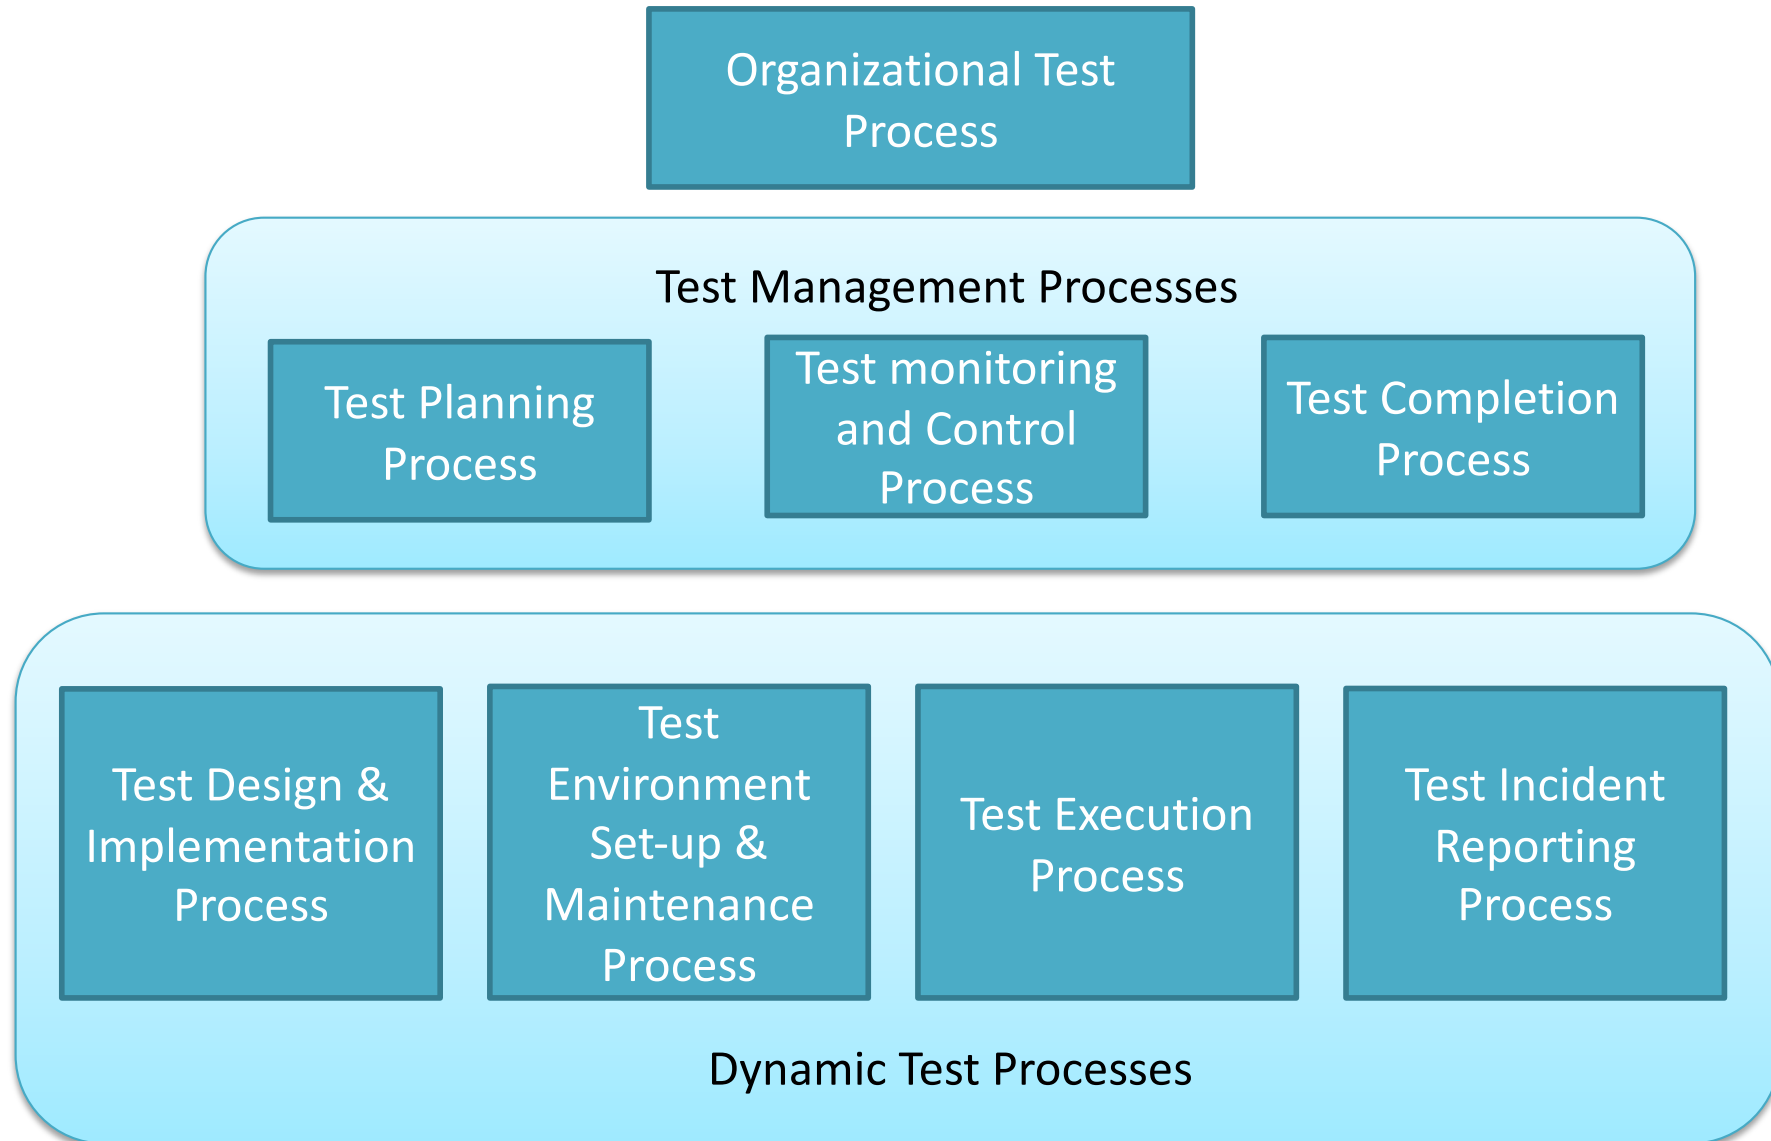 Organizational Test
Process
Test Management Processes
Test Planning
Process
Test monitoring
and Control
Process
Test Completion
Process
Test Design &
Implementation
Process
Test
Environment
Set-up &
Maintenance
Process
Test Execution
Process
Test Incident
Reporting
Process
Dynamic Test Processes